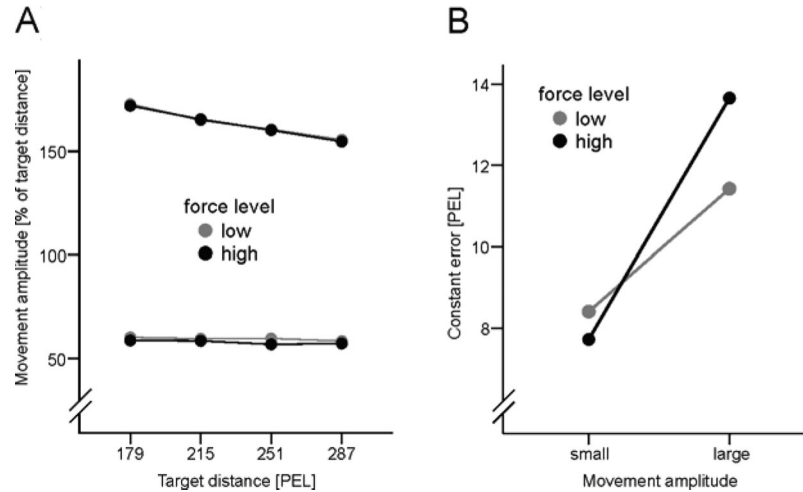 A
Movement amplitude [% of target distance]
150
100
50
force level
low
high
179 215 251 287
Target distance [PEL]
B
Constant error [PEL]
14
12
10
8
force level
low
high
small large
Movement amplitude